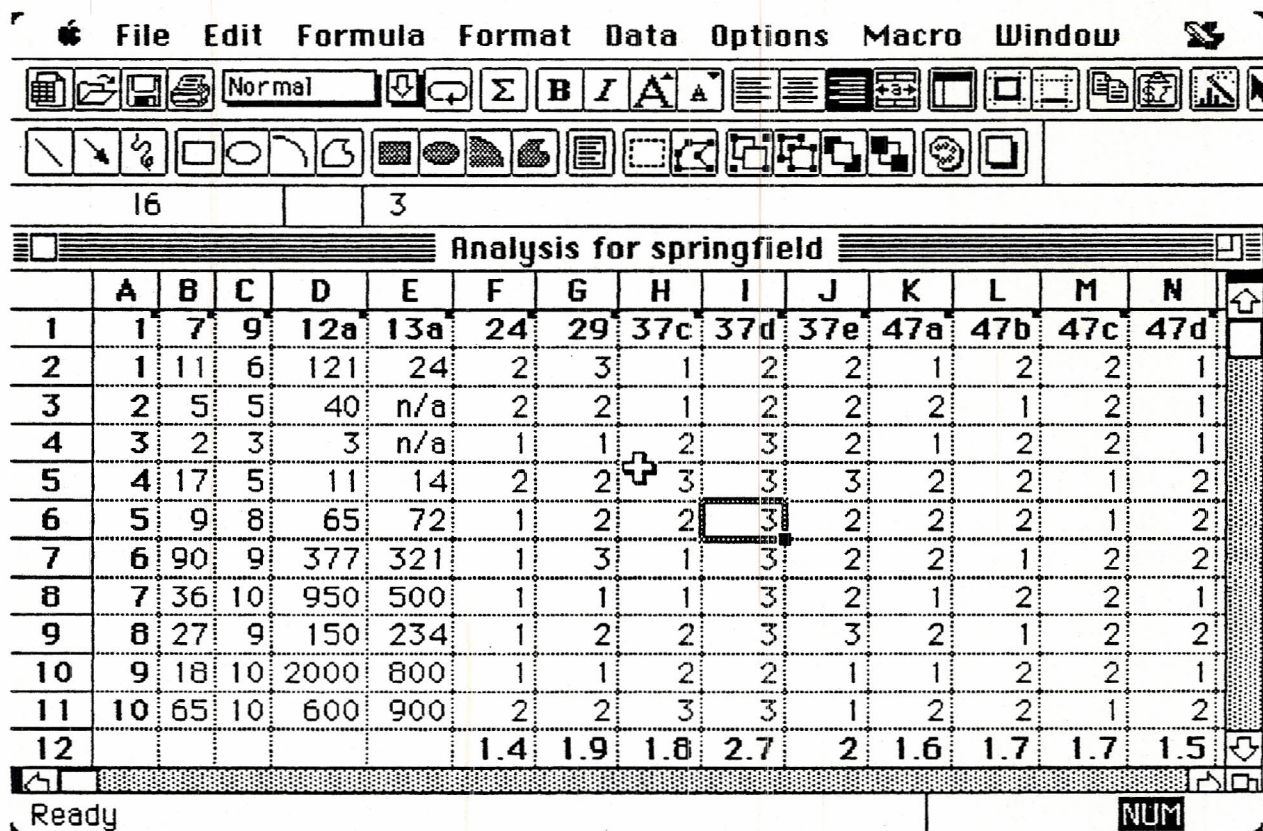 File Edit Formula Format Data Options Macro Window
Normal Σ B I A A a
I6 3
Analysis for springfield
A B C D E F G H I J K L M N
1 1 7 9 12a 13a 24 29 37c 37d 37e 47a 47b 47c 47d
2 1 11 6 121 24 2 3 1 2 2 1 2 2 1
3 2 5 5 40 n/a 2 2 1 2 2 2 1 2 1
4 3 2 3 3 n/a 1 1 2 3 2 1 2 2 1
5 4 17 5 11 14 2 2 3 3 3 2 2 1 2
6 5 9 8 65 72 1 2 2 3 2 2 2 1 2
7 6 90 9 377 321 1 3 1 3 2 2 1 2 2
8 7 36 10 950 500 1 1 1 3 2 1 2 2 1
9 8 27 9 150 234 1 2 2 3 3 2 1 2 2
10 9 18 10 2000 800 1 1 2 2 1 1 2 2 1
11 10 65 10 600 900 2 2 3 3 1 2 2 1 2
12 1.4 1.9 1.8 2.7 2 1.6 1.7 1.7 1.5
Ready NUM